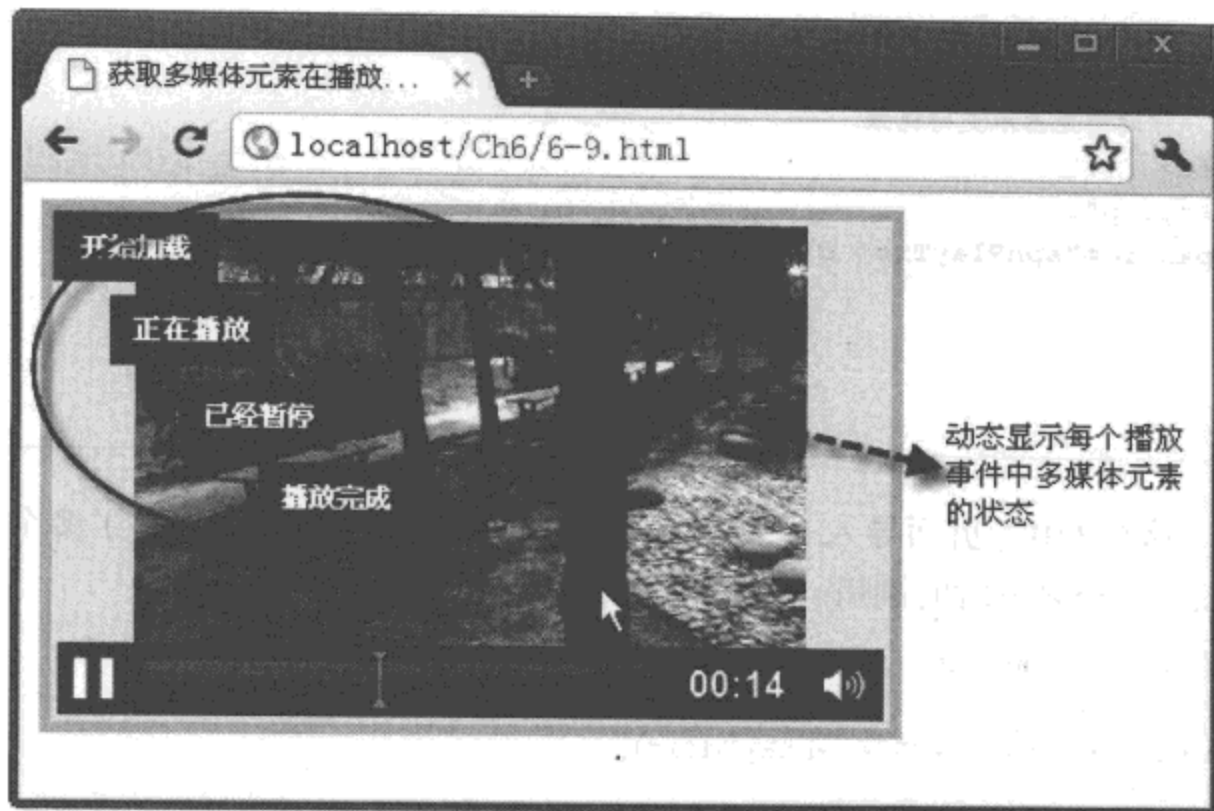 获取多媒体元素在播放...
localhost/Ch6/6-9.html
开始加载
正在播放
已经暂停
播放完成
00:14
动态显示每个播放
事件中多媒体元素
的状态